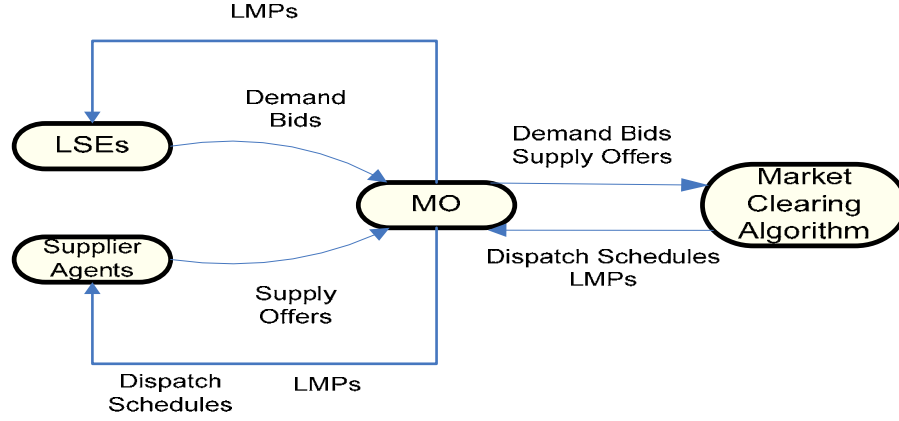 LMPs
Demand
Bids
LSEs
Demand Bids
Supply Offers
MO
Market
Clearing
Algorithm
Supplier
Agents
Dispatch Schedules
LMPs
Supply
Offers
Dispatch
Schedules
LMPs